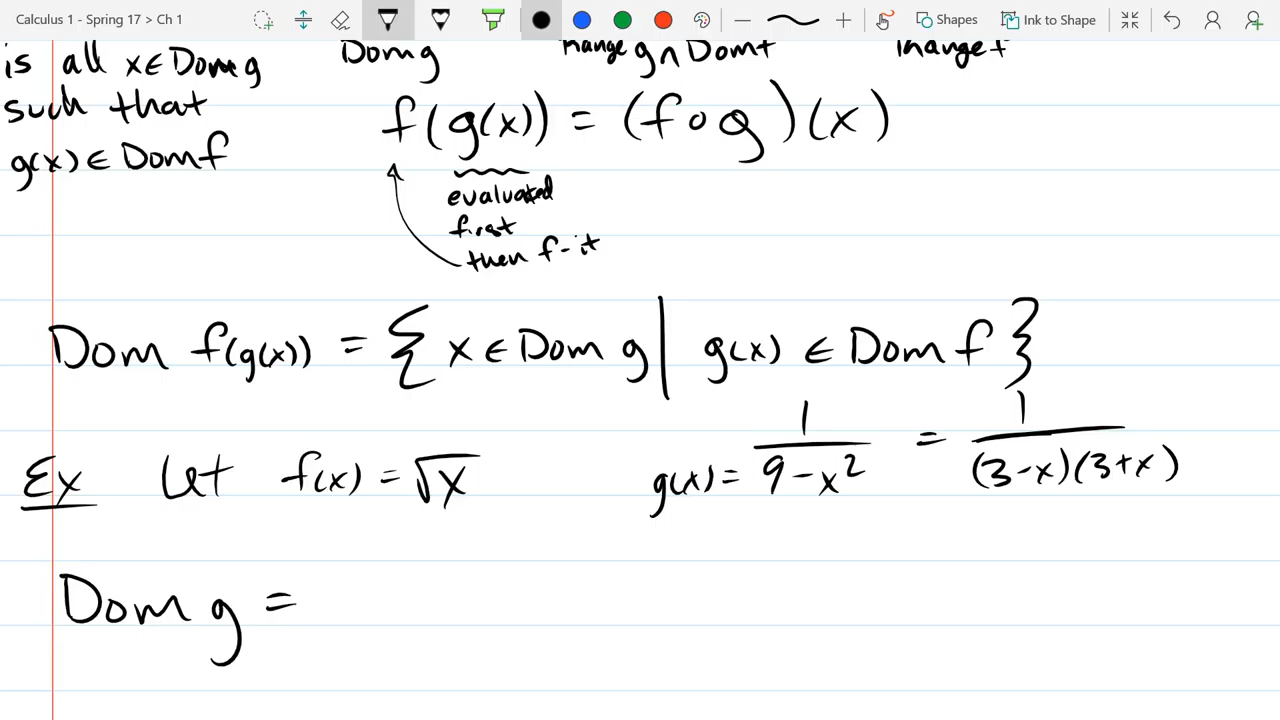 Calculus 1 - Spring 17 > Ch 1
Shapes
Ink to Shape
is all x∈Dom g
such that
g(x) ∈ Dom f
Dom g
Range g ∩ Dom f
Range f
f(g(x)) = (f∘g)(x)
evaluated
first
then f-it
Dom f(g(x)) = { x ∈ Dom g | g(x) ∈ Dom f }
Ex Let f(x) = √x g(x) = 1/(9-x²) = 1/((3-x)(3+x))
Dom g =